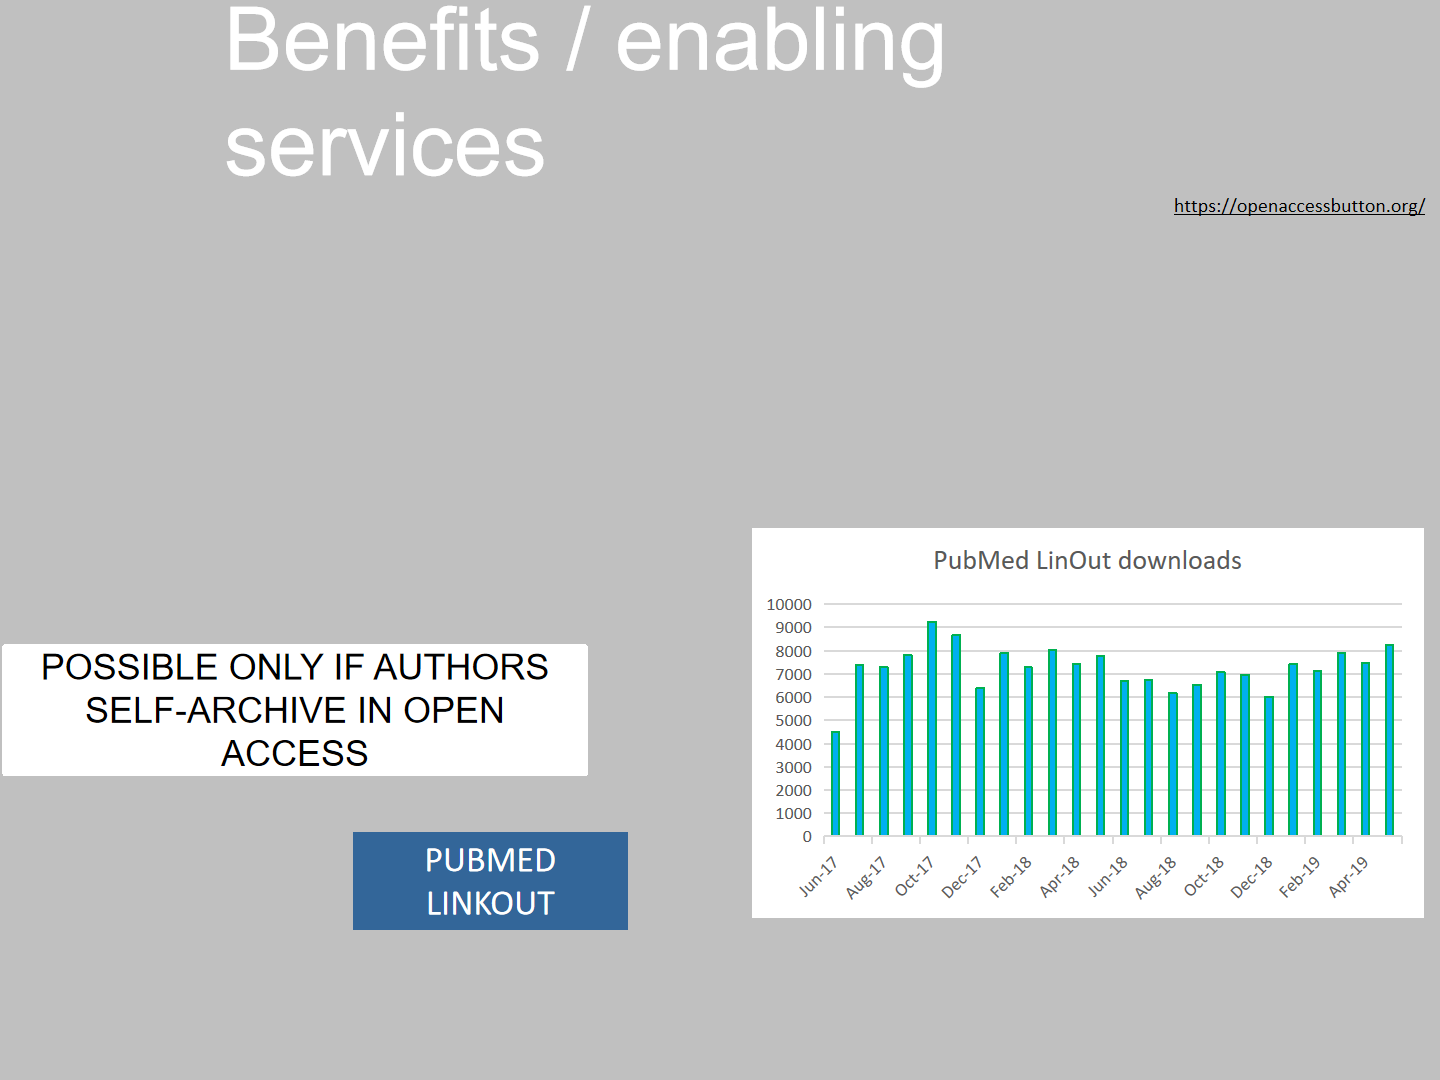 Benefits / enabling
services
https://openaccessbutton.org/
PubMed LinOut downloads
10000
9000
8000
7000
6000
5000
4000
3000
2000
1000
0
Jun-17
Aug-17
Oct-17
Dec-17
Feb-18
Apr-18
Jun-18
Aug-18
Oct-18
Dec-18
Feb-19
Apr-19
POSSIBLE ONLY IF AUTHORS
SELF-ARCHIVE IN OPEN
ACCESS
PUBMED
LINKOUT